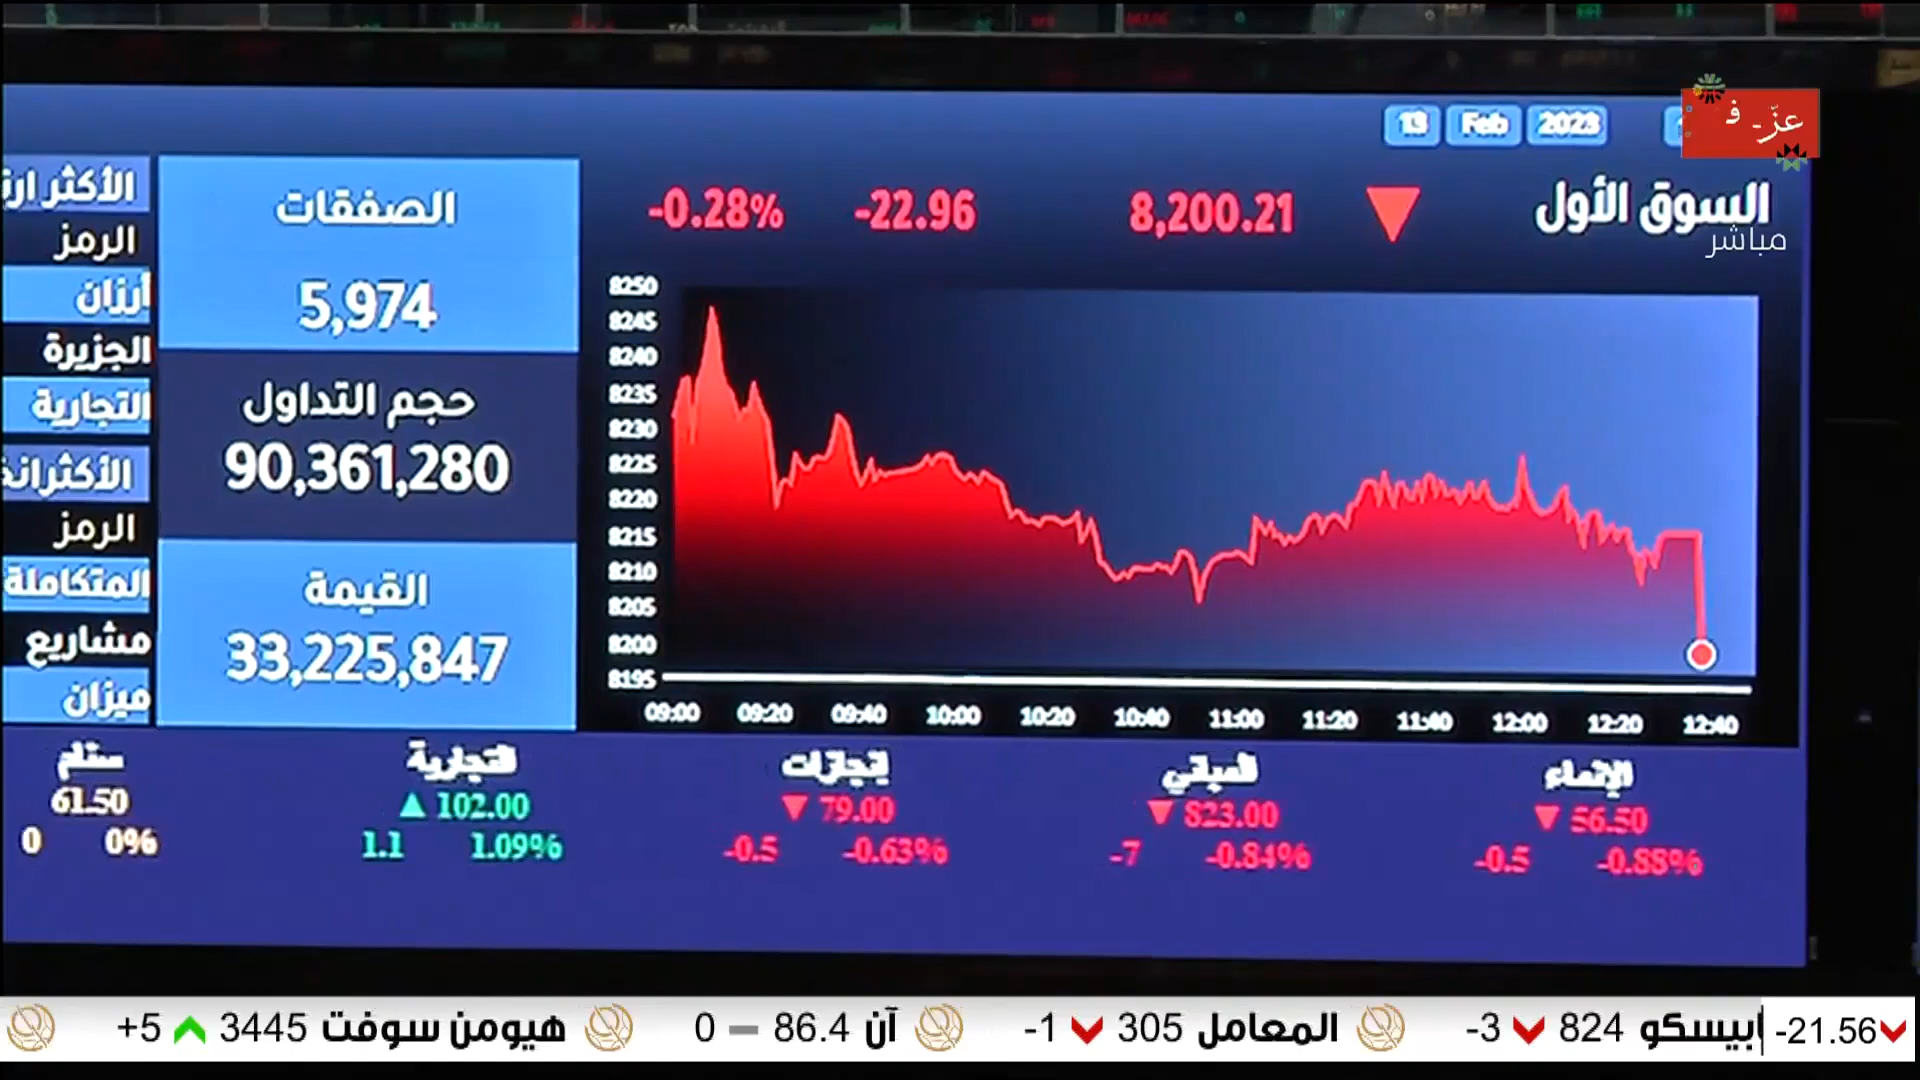 13 Feb 2023
عزّ ف
السوق الأول
مباشر
8,200.21 -22.96 -0.28%
8250
8245
8240
8235
8230
8225
8220
8215
8210
8205
8200
8195
09:00 09:20 09:40 10:00 10:20 10:40 11:00 11:20 11:40 12:00 12:20 12:40
الصفقات
5,974
حجم التداول
90,361,280
القيمة
33,225,847
الأكثر
الرمز
أرزان
الجزيرة
التجارية
الرمز
المتكاملة
مشاريع
ميزان
الإنماء
56.50
-0.5 -0.88%
المباني
823.00
-7 -0.84%
إنجازات
79.00
-0.5 -0.63%
التجارية
102.00
1.1 1.09%
سنام
61.50
0 0%
-21.56
ابيسكو 824 -3
المعامل 305 -1
آن 86.4 0
هيومن سوفت 3445 +5